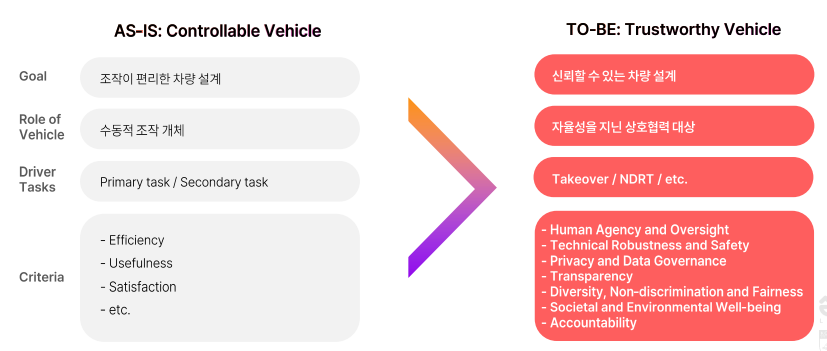 AS-IS: Controllable Vehicle
TO-BE: Trustworthy Vehicle
Goal
조작이 편리한 차량 설계
신뢰할 수 있는 차량 설계
Role of
Vehicle
수동적 조작 개체
자율성을 지닌 상호협력 대상
Driver
Tasks
Primary task / Secondary task
Takeover / NDRT / etc.
Criteria
- Efficiency
- Usefulness
- Satisfaction
- etc.
- Human Agency and Oversight
- Technical Robustness and Safety
- Privacy and Data Governance
- Transparency
- Diversity, Non-discrimination and Fairness
- Societal and Environmental Well-being
- Accountability